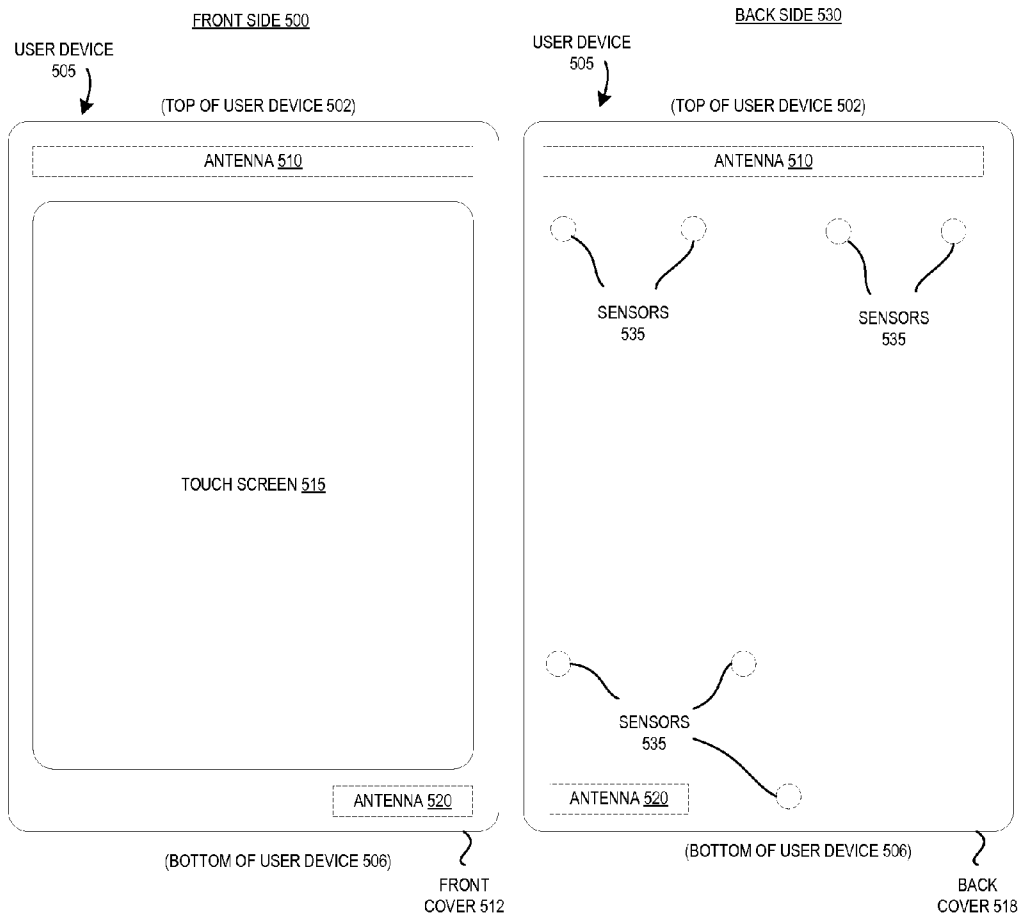 FRONT SIDE 500
USER DEVICE
505
(TOP OF USER DEVICE 502)
ANTENNA 510
TOUCH SCREEN 515
ANTENNA 520
(BOTTOM OF USER DEVICE 506)
FRONT
COVER 512
BACK SIDE 530
USER DEVICE
505
(TOP OF USER DEVICE 502)
ANTENNA 510
SENSORS
535
SENSORS
535
SENSORS
535
ANTENNA 520
(BOTTOM OF USER DEVICE 506)
BACK
COVER 518